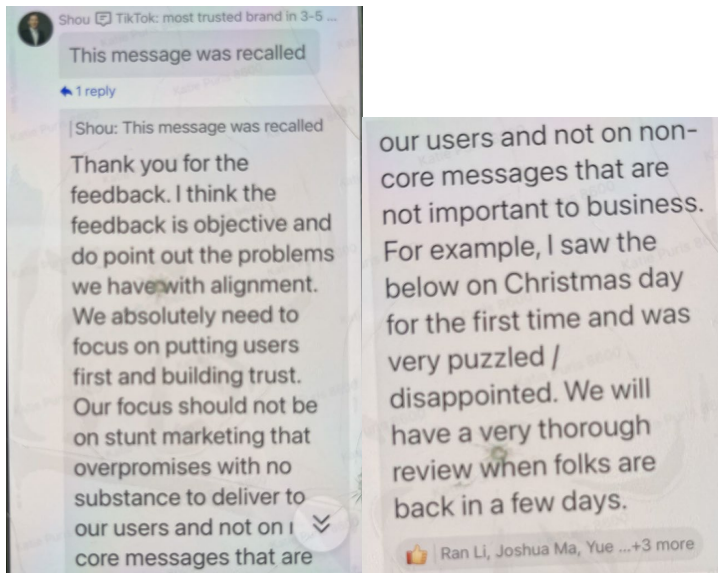 Shou TikTok: most trusted brand in 3-5 ...
This message was recalled
1 reply
Shou: This message was recalled
Thank you for the
feedback. I think the
feedback is objective and
do point out the problems
we have with alignment.
We absolutely need to
focus on putting users
first and building trust.
Our focus should not be
on stunt marketing that
overpromises with no
substance to deliver to
our users and not on
core messages that are
our users and not on non-
core messages that are
not important to business.
For example, I saw the
below on Christmas day
for the first time and was
very puzzled /
disappointed. We will
have a very thorough
review when folks are
back in a few days.
Ran Li, Joshua Ma, Yue ...+3 more